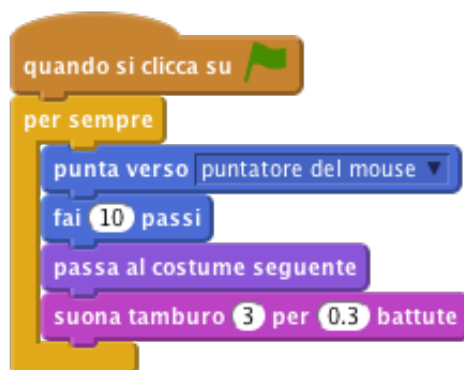 quando si clicca su
per sempre
punta verso puntatore del mouse
fai 10 passi
passa al costume seguente
suona tamburo 3 per 0.3 battute